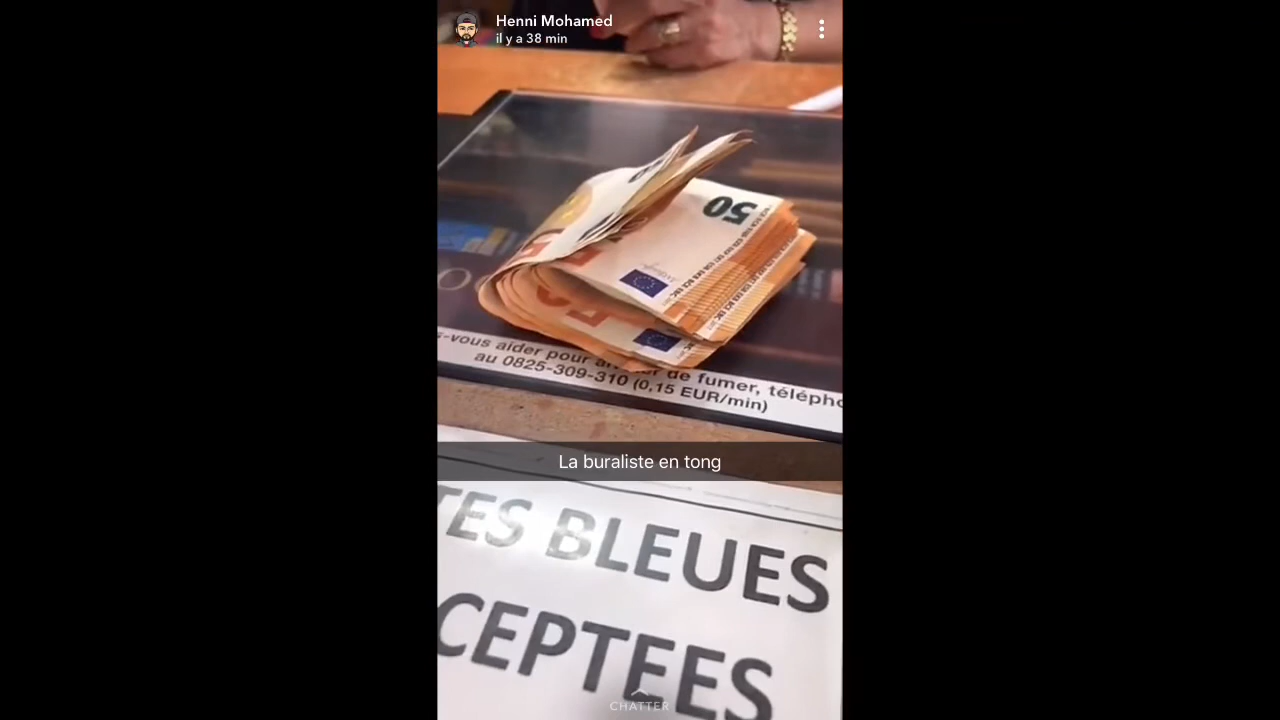 Henni Mohamed
il y a 38 min
50
-vous aider pour de fumer, télépho
au 0825-309-310 (0,15 EUR/min)
La buraliste en tong
TES BLEUES
CEPTEES
CHATTER